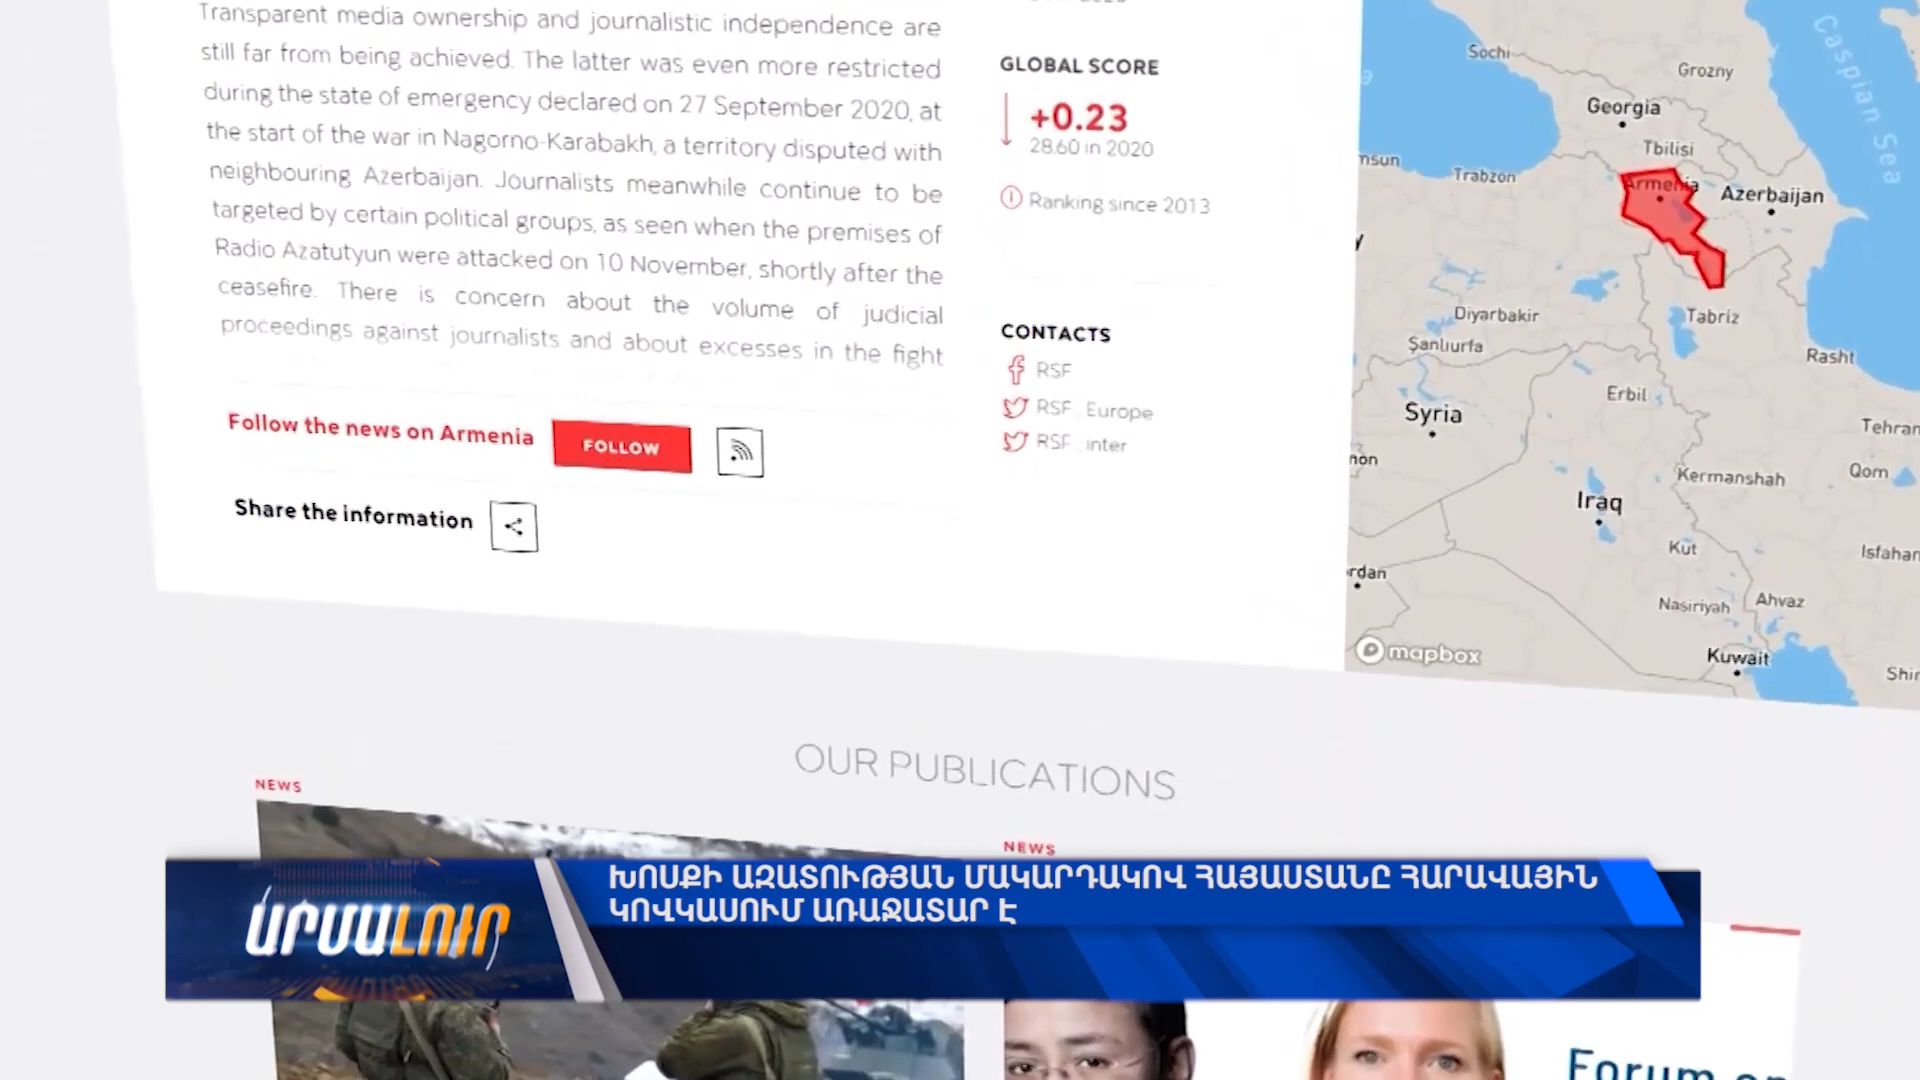 Transparent media ownership and journalistic independence are
still far from being achieved. The latter was even more restricted
during the state of emergency declared on 27 September 2020, at
the start of the war in Nagorno-Karabakh, a territory disputed with
neighbouring Azerbaijan. Journalists meanwhile continue to be
targeted by certain political groups, as seen when the premises of
Radio Azatutyun were attacked on 10 November, shortly after the
ceasefire. There is concern about the volume of judicial
proceedings against journalists and about excesses in the fight
Follow the news on Armenia
FOLLOW
Share the information
GLOBAL SCORE
+0.23
28.60 in 2020
Ranking since 2013
CONTACTS
RSF
RSF_Europe
RSF_inter
Caspian Sea
Sochi
Grozny
Georgia
Tbilisi
msun
Trabzon
Armenia
Azerbaijan
y
Diyarbakir
Tabriz
Şanlıurfa
Rasht
Erbil
Syria
Tehran
non
Kermanshah
Qom
Iraq
Kut
Isfahan
rdan
Nasiriyah
Ahvaz
mapbox
Kuwait
Shir
OUR PUBLICATIONS
NEWS
NEWS
ԱՐՄԱԼՈՒՐ
ԽՈՍՔԻ ԱԶԱՏՈՒԹՅԱՆ ՄԱԿԱՐԴԱԿՈՎ ՀԱՅԱՍՏԱՆԸ ՀԱՐԱՎԱՅԻՆ
ԿՈՎԿԱՍՈՒՄ ԱՌԱՋԱՏԱՐ Է
Forum on